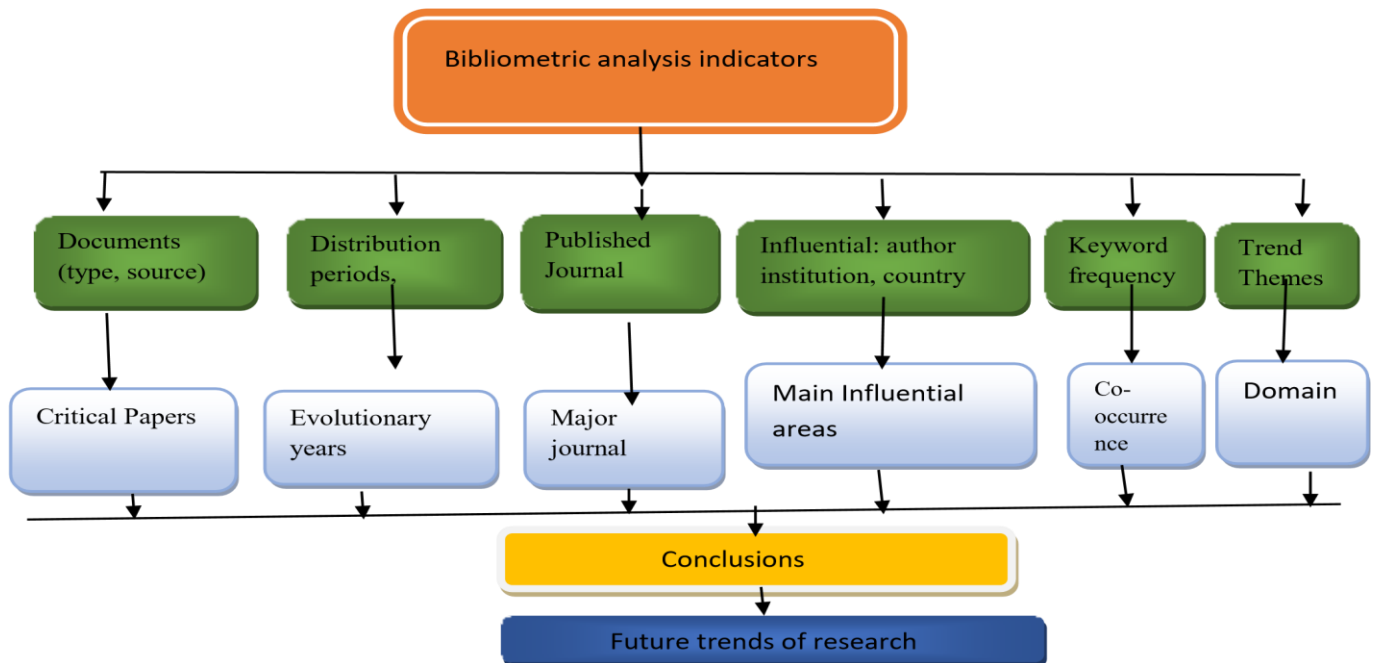 Bibliometric analysis indicators
Documents
(type, source)
Distribution
periods,
Published
Journal
Influential: author
institution, country
Keyword
frequency
Trend
Themes
Critical Papers
Evolutionary
years
Major
journal
Main Influential
areas
Co-
occurre
nce
Domain
Conclusions
Future trends of research